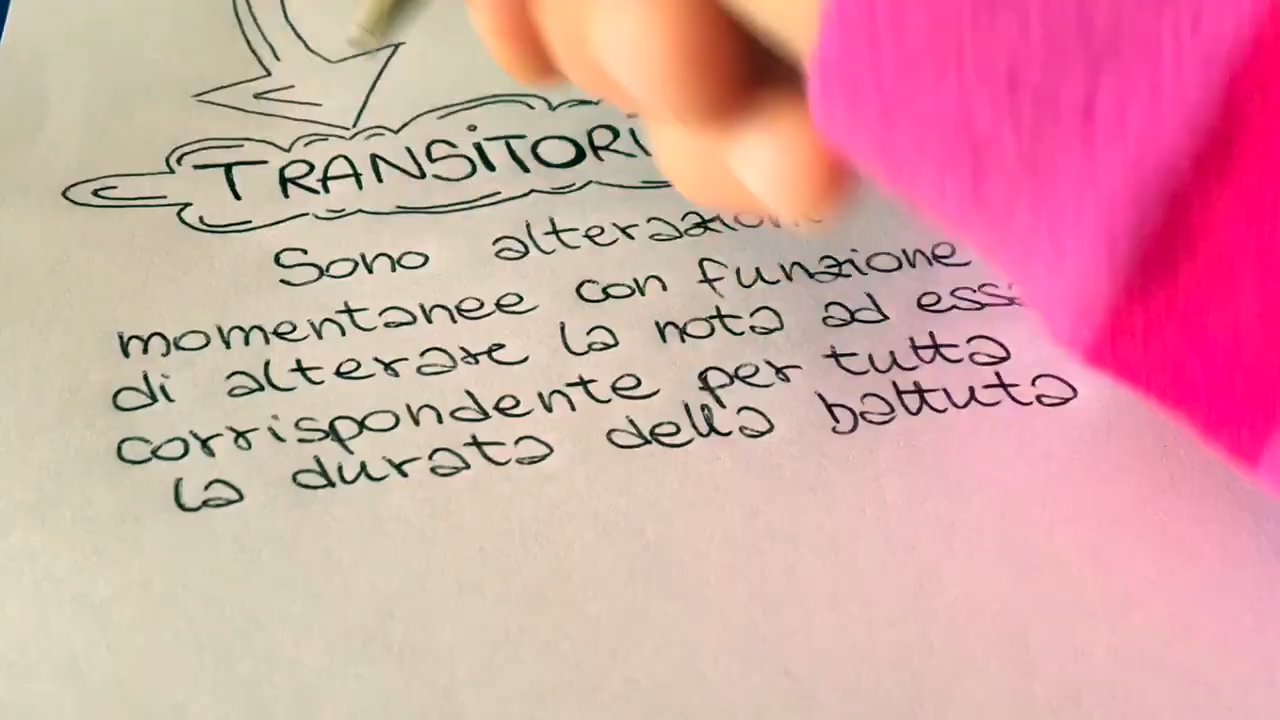 TRANSITORI
Sono alterazioni
momentanee con funzione
di alterare la nota ad essa
corrispondente per tutta
la durata della battuta